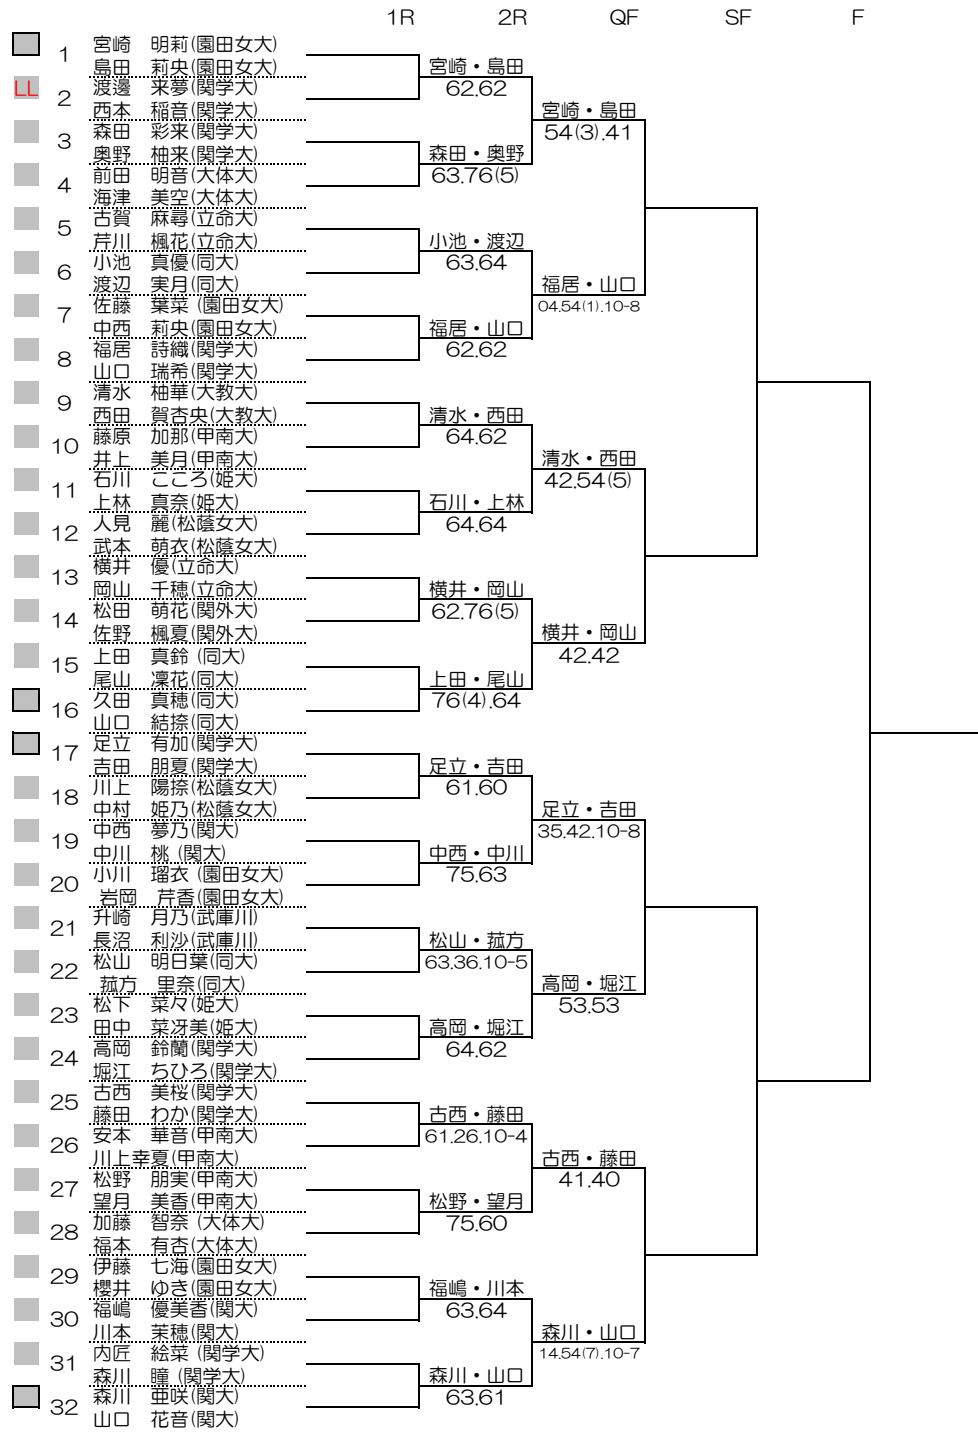 1R 2R QF SF F
1 宮崎 明莉(園田女大)
島田 莉央(園田女大)
宮崎・島田
62.62
LL 2 渡邊 来夢(関学大)
西本 稲音(関学大)
宮崎・島田
54(3).41
3 森田 彩来(関学大)
奥野 柚来(関学大)
森田・奥野
63.76(5)
4 前田 明音(大体大)
海津 美空(大体大)
5 古賀 麻尋(立命大)
芹川 楓花(立命大)
小池・渡辺
63.64
6 小池 真優(同大)
渡辺 実月(同大)
福居・山口
04.54(1).10-8
7 佐藤 葉菜 (園田女大)
中西 莉央(園田女大)
福居・山口
62.62
8 福居 詩織(関学大)
山口 瑞希(関学大)
9 清水 柚華(大教大)
西田 賀杏央(大教大)
清水・西田
64.62
10 藤原 加那(甲南大)
井上 美月(甲南大)
清水・西田
42.54(5)
11 石川 こころ(姫大)
上林 真奈(姫大)
石川・上林
64.64
12 人見 麗(松蔭女大)
武本 萌衣(松蔭女大)
13 横井 優(立命大)
岡山 千穂(立命大)
横井・岡山
62.76(5)
14 松田 萌花(関外大)
佐野 楓夏(関外大)
横井・岡山
42.42
15 上田 真鈴 (同大)
尾山 凜花(同大)
上田・尾山
76(4).64
16 久田 真穂(同大)
山口 結捺(同大)
17 足立 有加(関学大)
吉田 朋夏(関学大)
足立・吉田
61.60
18 川上 陽捺(松蔭女大)
中村 姫乃(松蔭女大)
足立・吉田
35.42.10-8
19 中西 夢乃(関大)
中川 桃 (関大)
中西・中川
75.63
20 小川 瑠衣 (園田女大)
岩岡 芹香(園田女大)
21 升崎 月乃(武庫川)
長沼 利沙(武庫川)
松山・菰方
63.36.10-5
22 松山 明日葉(同大)
菰方 里奈(同大)
高岡・堀江
53.53
23 松下 菜々(姫大)
田中 菜冴美(姫大)
高岡・堀江
64.62
24 高岡 鈴蘭(関学大)
堀江 ちひろ(関学大)
25 古西 美桜(関学大)
藤田 わか(関学大)
古西・藤田
61.26.10-4
26 安本 華音(甲南大)
川上幸夏(甲南大)
古西・藤田
41.40
27 松野 朋実(甲南大)
望月 美香(甲南大)
松野・望月
75.60
28 加藤 智奈 (大体大)
福本 有杏(大体大)
29 伊藤 七海(園田女大)
櫻井 ゆき(園田女大)
福嶋・川本
63.64
30 福嶋 優美香(関大)
川本 茉穂(関大)
森川・山口
14.54(7).10-7
31 内匠 絵菜 (関学大)
森川 瞳 (関学大)
森川・山口
63.61
32 森川 亜咲(関大)
山口 花音(関大)